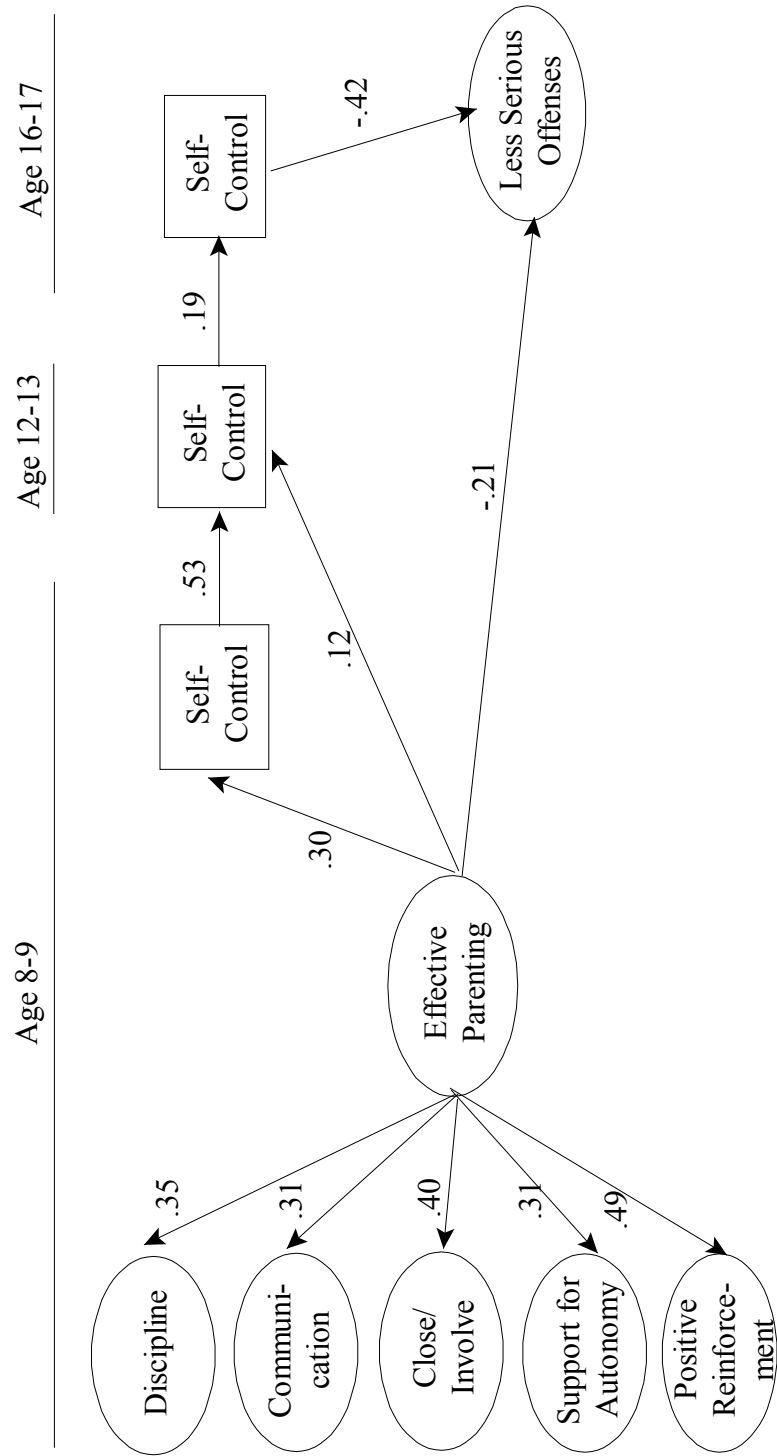 Age 8-9
Age 12-13
Age 16-17
Discipline
Communi-
cation
Close/
Involve
Support for
Autonomy
Positive
Reinforce-
ment
.35
.31
.40
.31
.49
Effective
Parenting
.30
.12
-.21
Self-
Control
.53
Self-
Control
.19
Self-
Control
-.42
Less Serious
Offenses